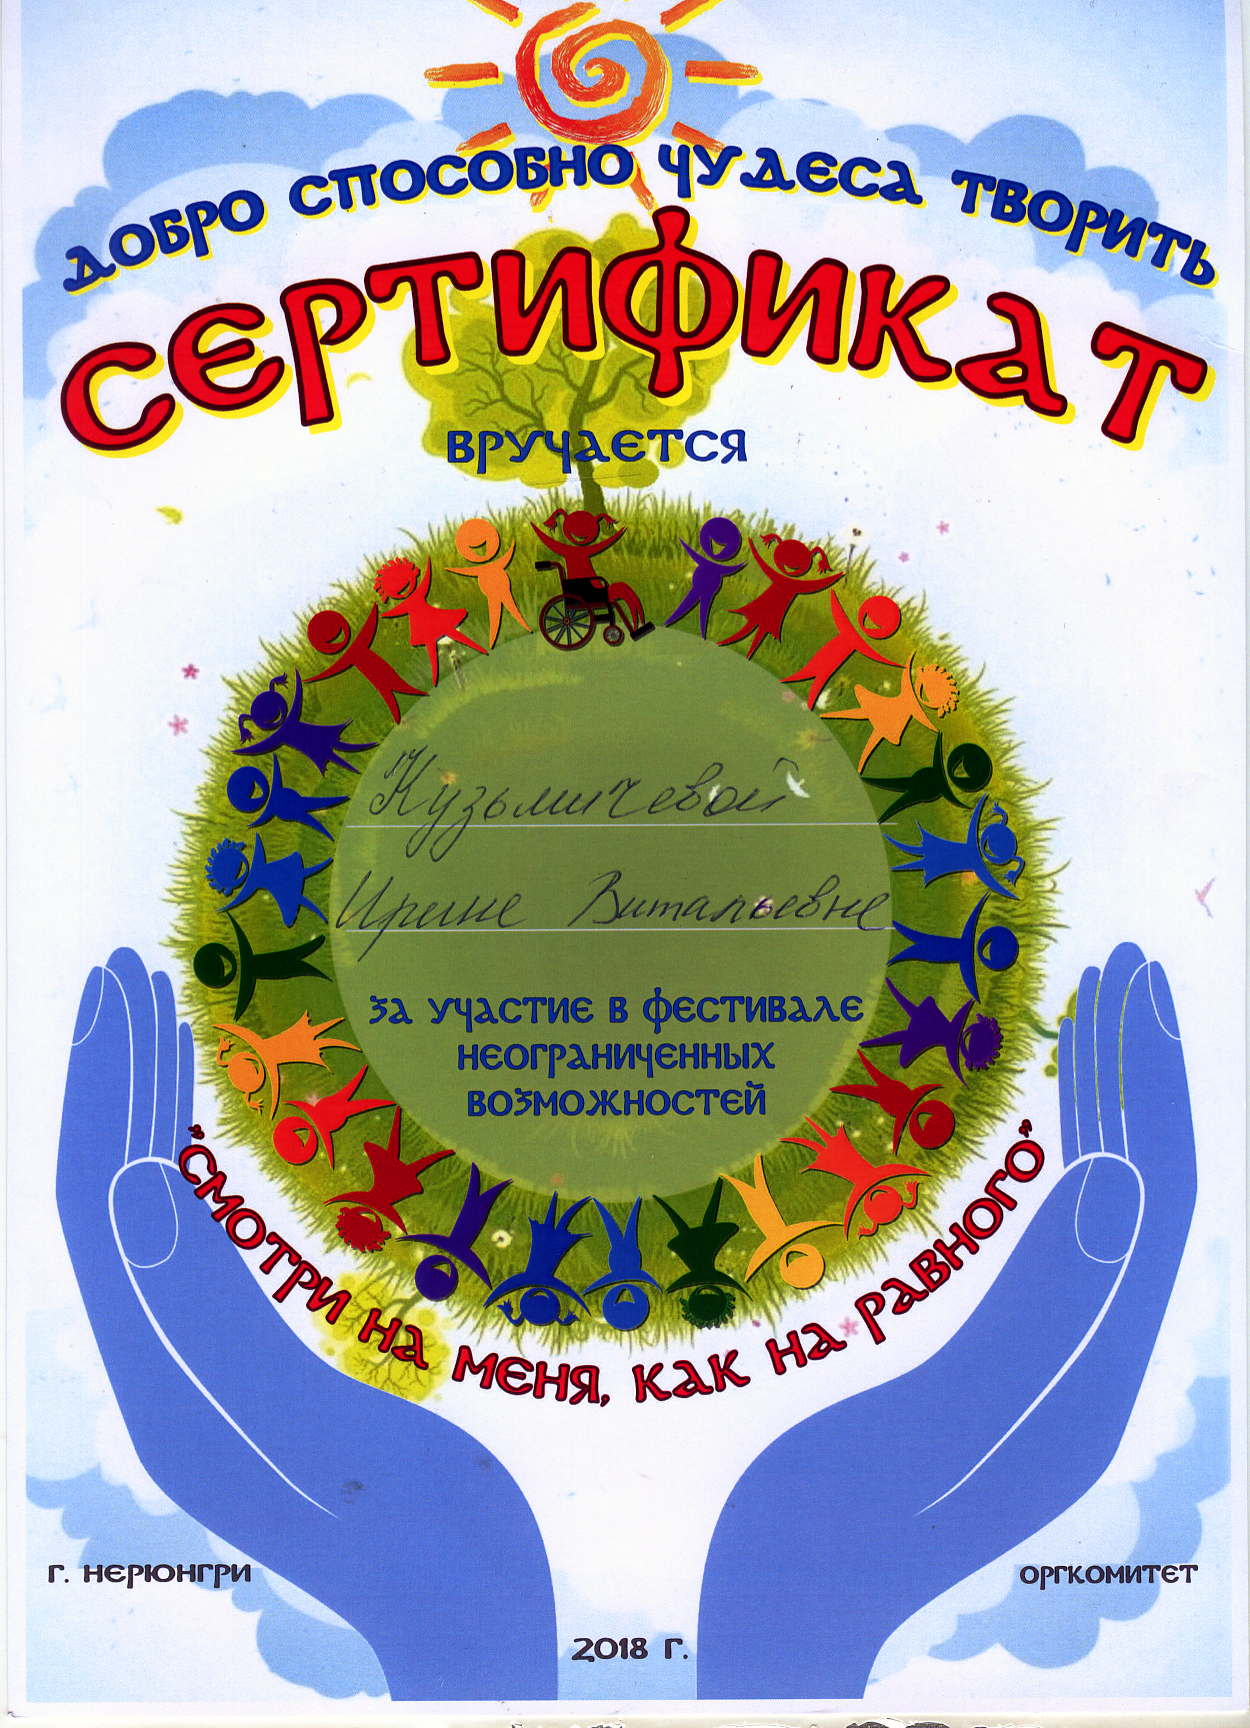 ДОБРО СПОСОБНО ЧУДЕСА ТВОРИТЬ
СЕРТИФИКАТ
ВРУЧАЕТСЯ
Кузьмичевой
Ирине Витальевне
ЗА УЧАСТИЕ В ФЕСТИВАЛЕ
НЕОГРАНИЧЕННЫХ
ВОЗМОЖНОСТЕЙ
"СМОТРИ НА МЕНЯ, КАК НА РАВНОГО"
Г. НЕРЮНГРИ
ОРГКОМИТЕТ
2018 Г.